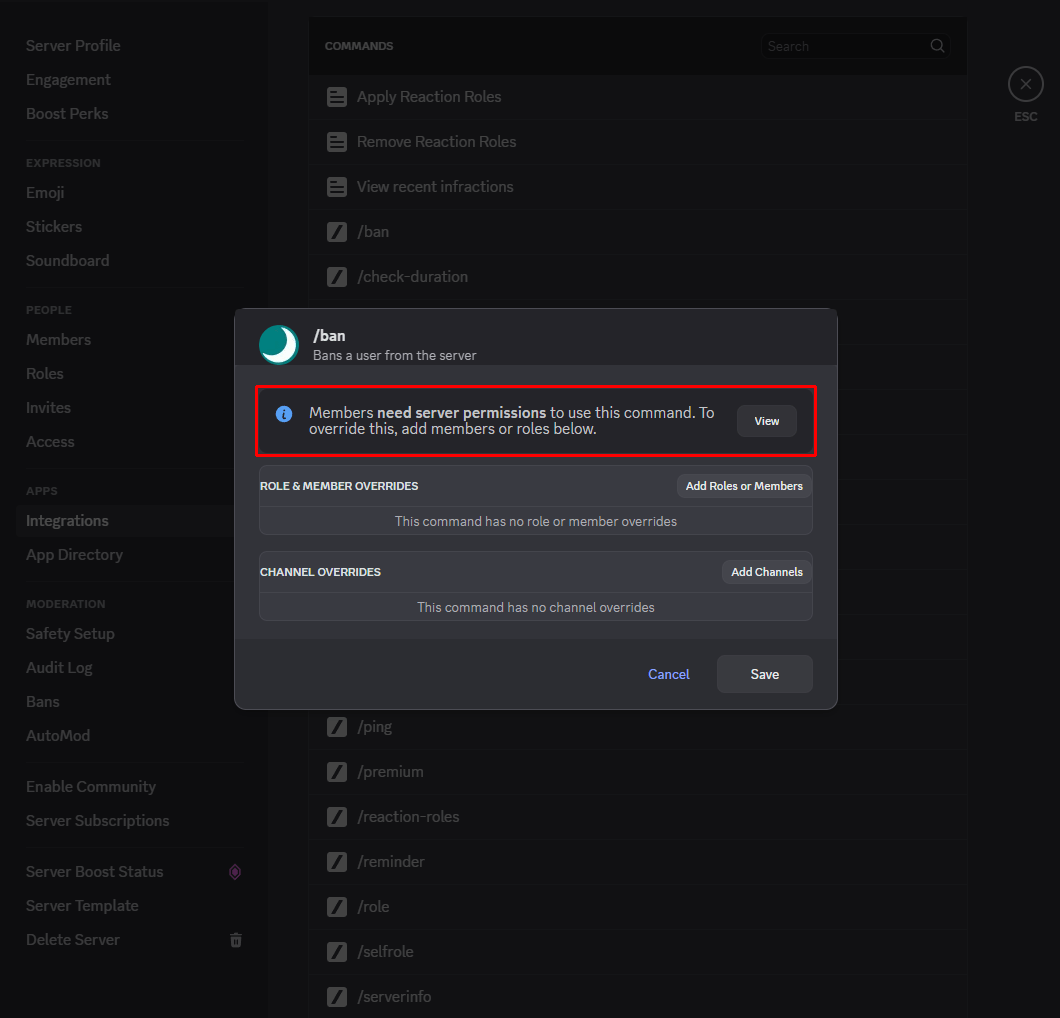 Server Profile
Engagement
Boost Perks
EXPRESSION
Emoji
Stickers
Soundboard
PEOPLE
Members
Roles
Invites
Access
APPS
Integrations
App Directory
MODERATION
Safety Setup
Audit Log
Bans
AutoMod
Enable Community
Server Subscriptions
Server Boost Status
Server Template
Delete Server
COMMANDS
Search
ESC
Apply Reaction Roles
Remove Reaction Roles
View recent infractions
/ban
/check-duration
/ban
Bans a user from the server
Members need server permissions to use this command. To
override this, add members or roles below.
View
ROLE & MEMBER OVERRIDES
Add Roles or Members
This command has no role or member overrides
CHANNEL OVERRIDES
Add Channels
This command has no channel overrides
Cancel
Save
/ping
/premium
/reaction-roles
/reminder
/role
/selfrole
/serverinfo